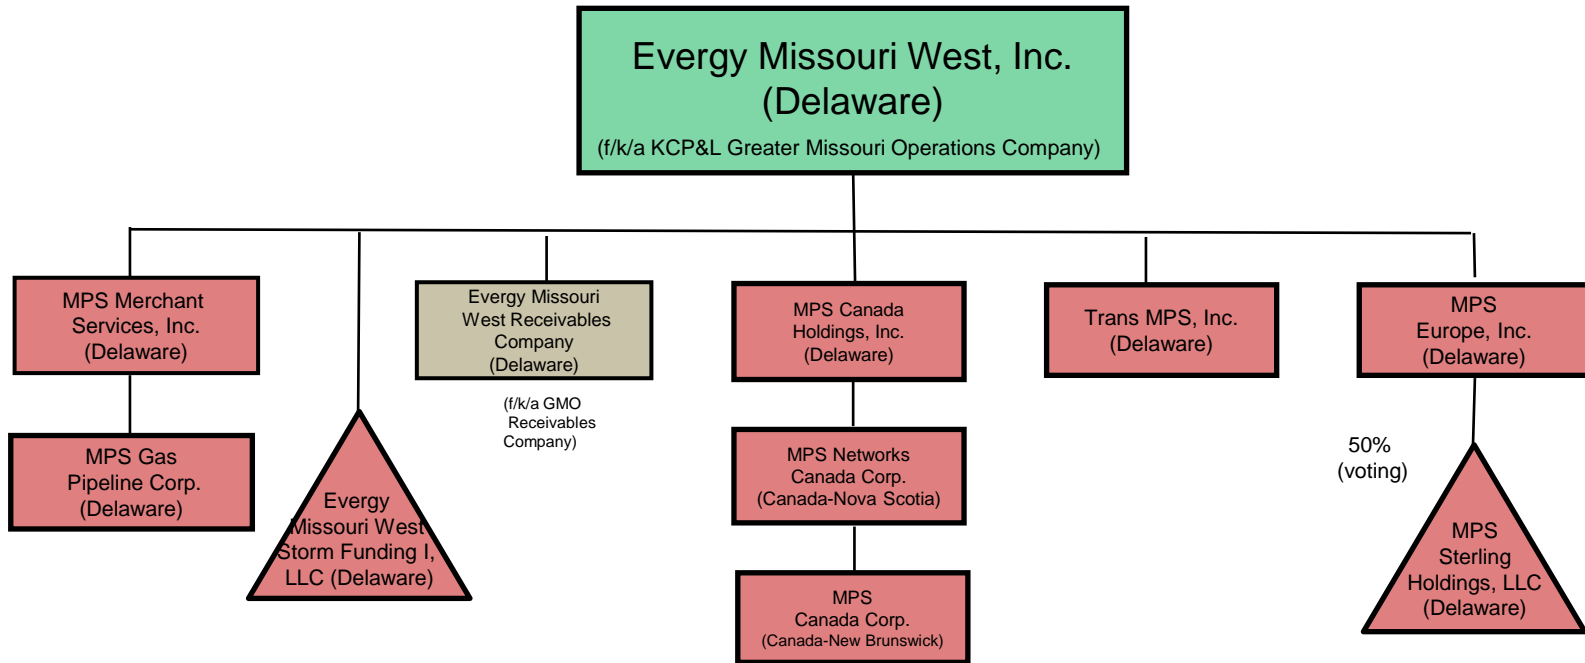 Evergy Missouri West, Inc.
(Delaware)
(f/k/a KCP&L Greater Missouri Operations Company)
MPS Merchant
Services, Inc.
(Delaware)
Evergy Missouri
West Receivables
Company
(Delaware)
(f/k/a GMO
Receivables
Company)
MPS Canada
Holdings, Inc.
(Delaware)
Trans MPS, Inc.
(Delaware)
MPS
Europe, Inc.
(Delaware)
MPS Gas
Pipeline Corp.
(Delaware)
Evergy
Missouri West
Storm Funding I,
LLC (Delaware)
MPS Networks
Canada Corp.
(Canada-Nova Scotia)
50%
(voting)
MPS
Sterling
Holdings, LLC
(Delaware)
MPS
Canada Corp.
(Canada-New Brunswick)